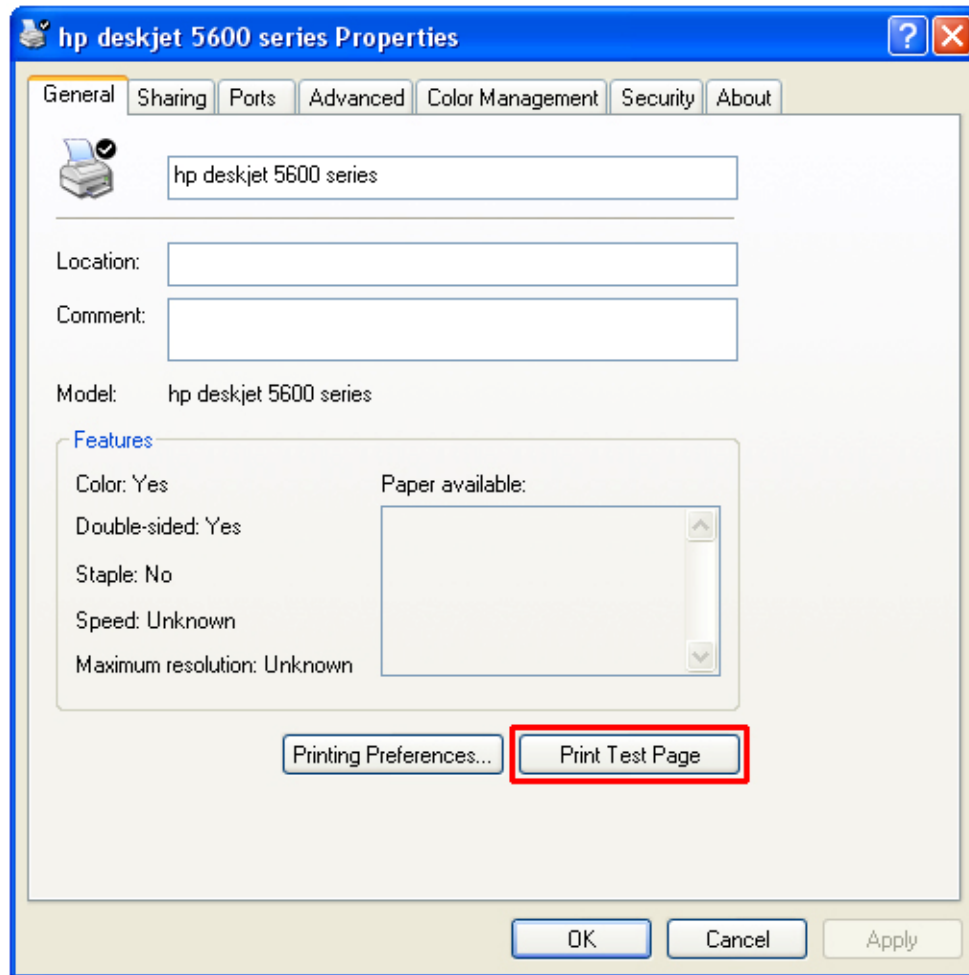 hp deskjet 5600 series Properties
General Sharing Ports Advanced Color Management Security About
hp deskjet 5600 series
Location:
Comment:
Model: hp deskjet 5600 series
Features
Color: Yes Paper available:
Double-sided: Yes
Staple: No
Speed: Unknown
Maximum resolution: Unknown
Printing Preferences... Print Test Page
OK Cancel Apply